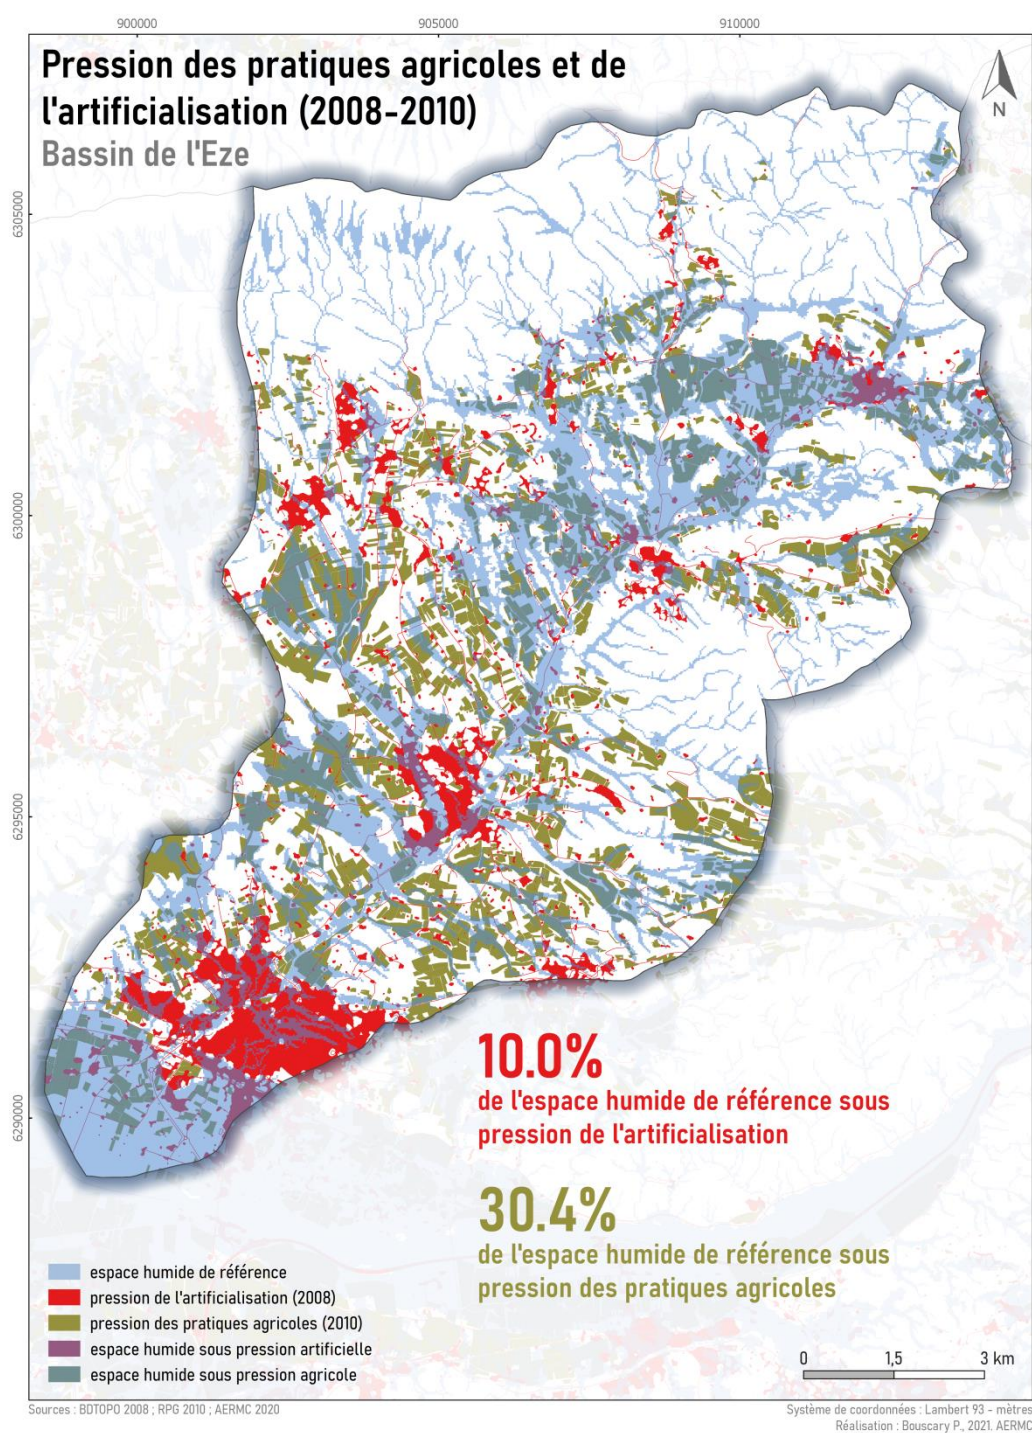 900000
905000
910000
Pression des pratiques agricoles et de
l'artificialisation (2008-2010)
Bassin de l'Eze
N
6305000
6300000
6295000
6290000
10.0%
de l'espace humide de référence sous
pression de l'artificialisation
30.4%
de l'espace humide de référence sous
pression des pratiques agricoles
espace humide de référence
pression de l'artificialisation (2008)
pression des pratiques agricoles (2010)
espace humide sous pression artificielle
espace humide sous pression agricole
0 1,5 3 km
Sources : BDTOPO 2008 ; RPG 2010 ; AERMC 2020
Système de coordonnées : Lambert 93 - mètres
Réalisation : Bouscary P., 2021. AERMC